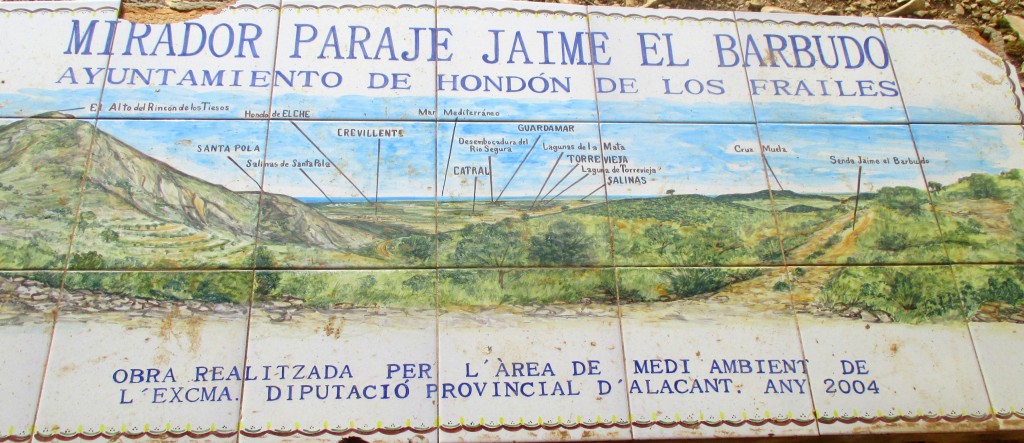 MIRADOR PARAJE JAIME EL BARBUDO
AYUNTAMIENTO DE HONDÓN DE LOS FRAILES
El Alto del Rincón de los Tiesos
Hondo de ELCHE
Mar Mediterráneo
CREVILLENTE
GUARDAMAR
SANTA POLA
Desembocadura del
Río Segura
Lagunas de la Mata
Cruz Muda
Salinas de Santa Pola
TORREVIEJA
Senda Jaime el Barbudo
CATRAL
Laguna de Torrevieja
SALINAS
OBRA REALITZADA PER L´ÀREA DE MEDI AMBIENT DE
L´EXCMA. DIPUTACIÓ PROVINCIAL D'ALACANT. ANY 2004